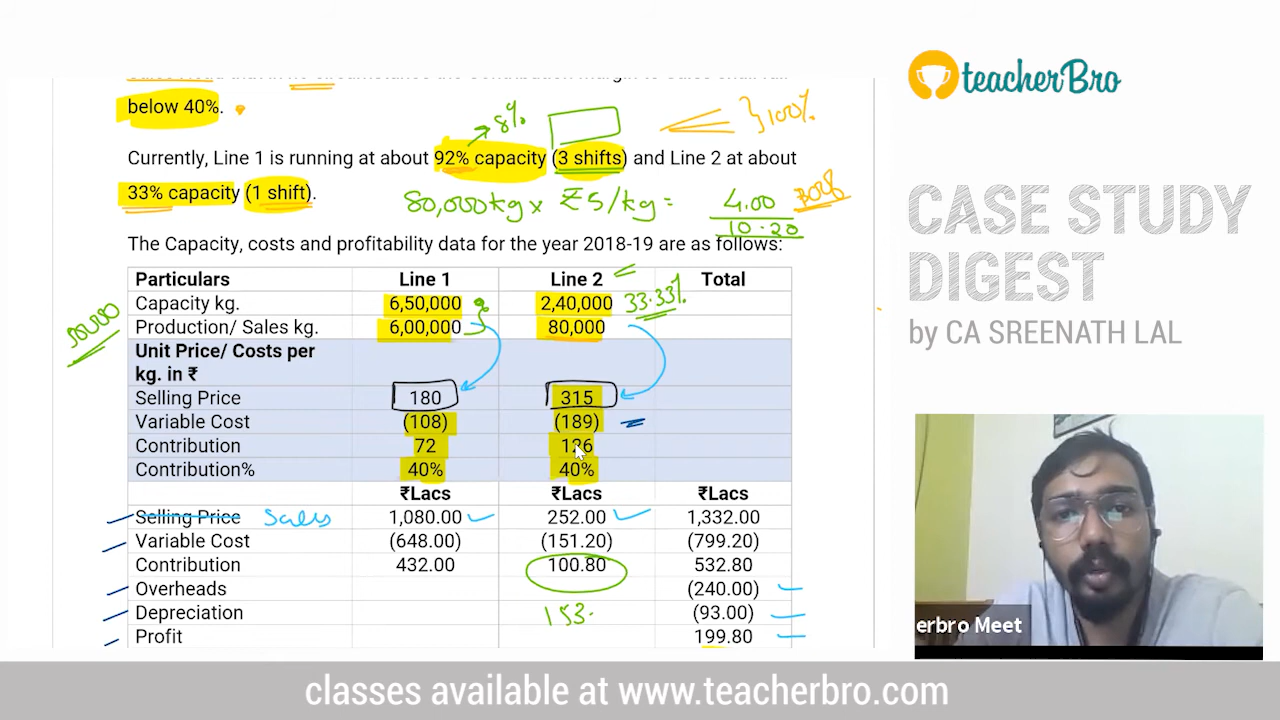 below 40%.
8%
100%
Currently, Line 1 is running at about 92% capacity (3 shifts) and Line 2 at about
33% capacity (1 shift).
80,000kg x ₹5/kg = 4.00
10.20
The Capacity, costs and profitability data for the year 2018-19 are as follows:
Particulars Line 1 Line 2 Total
Capacity kg. 6,50,000 2,40,000 33.33%
Production/ Sales kg. 6,00,000 80,000
Unit Price/ Costs per
kg. in ₹
Selling Price 180 315
Variable Cost (108) (189)
Contribution 72 126
Contribution% 40% 40%
₹Lacs ₹Lacs ₹Lacs
Selling Price Sales 1,080.00 252.00 1,332.00
Variable Cost (648.00) (151.20) (799.20)
Contribution 432.00 100.80 532.80
Overheads (240.00)
Depreciation 153. (93.00)
Profit 199.80
teacherBro
CASE STUDY
DIGEST
by CA SREENATH LAL
erbro Meet
classes available at www.teacherbro.com